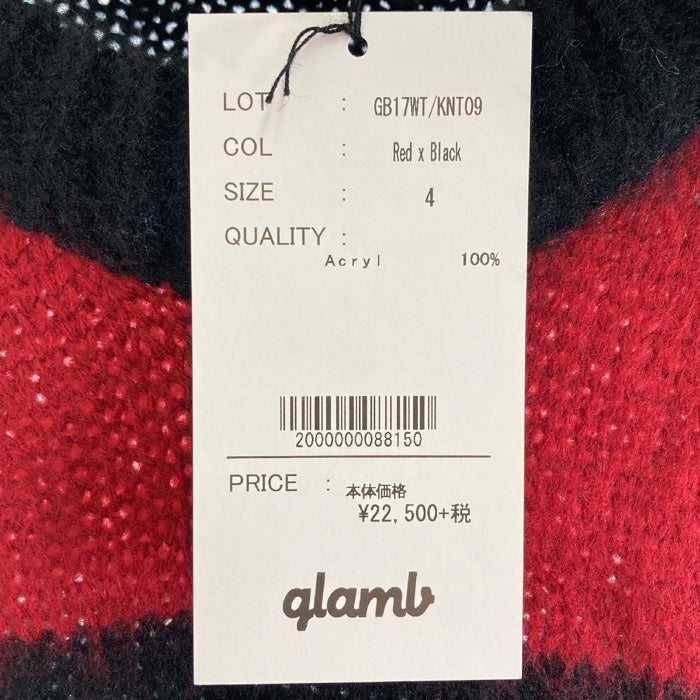 LOT : GB17WT/KNT09
COL : Red x Black
SIZE : 4
QUALITY :
Acryl 100%
2000000088150
PRICE : 本体価格
¥22,500+税
glamb